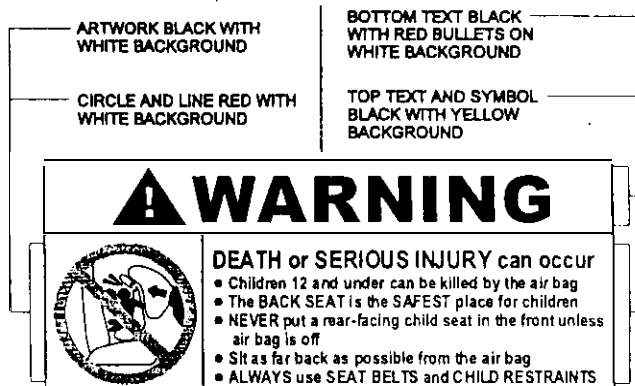 ARTWORK BLACK WITH
WHITE BACKGROUND
CIRCLE AND LINE RED WITH
WHITE BACKGROUND
BOTTOM TEXT BLACK
WITH RED BULLETS ON
WHITE BACKGROUND
TOP TEXT AND SYMBOL
BLACK WITH YELLOW
BACKGROUND
WARNING
DEATH or SERIOUS INJURY can occur
• Children 12 and under can be killed by the air bag
• The BACK SEAT is the SAFEST place for children
• NEVER put a rear-facing child seat in the front unless
air bag is off
• Sit as far back as possible from the air bag
• ALWAYS use SEAT BELTS and CHILD RESTRAINTS